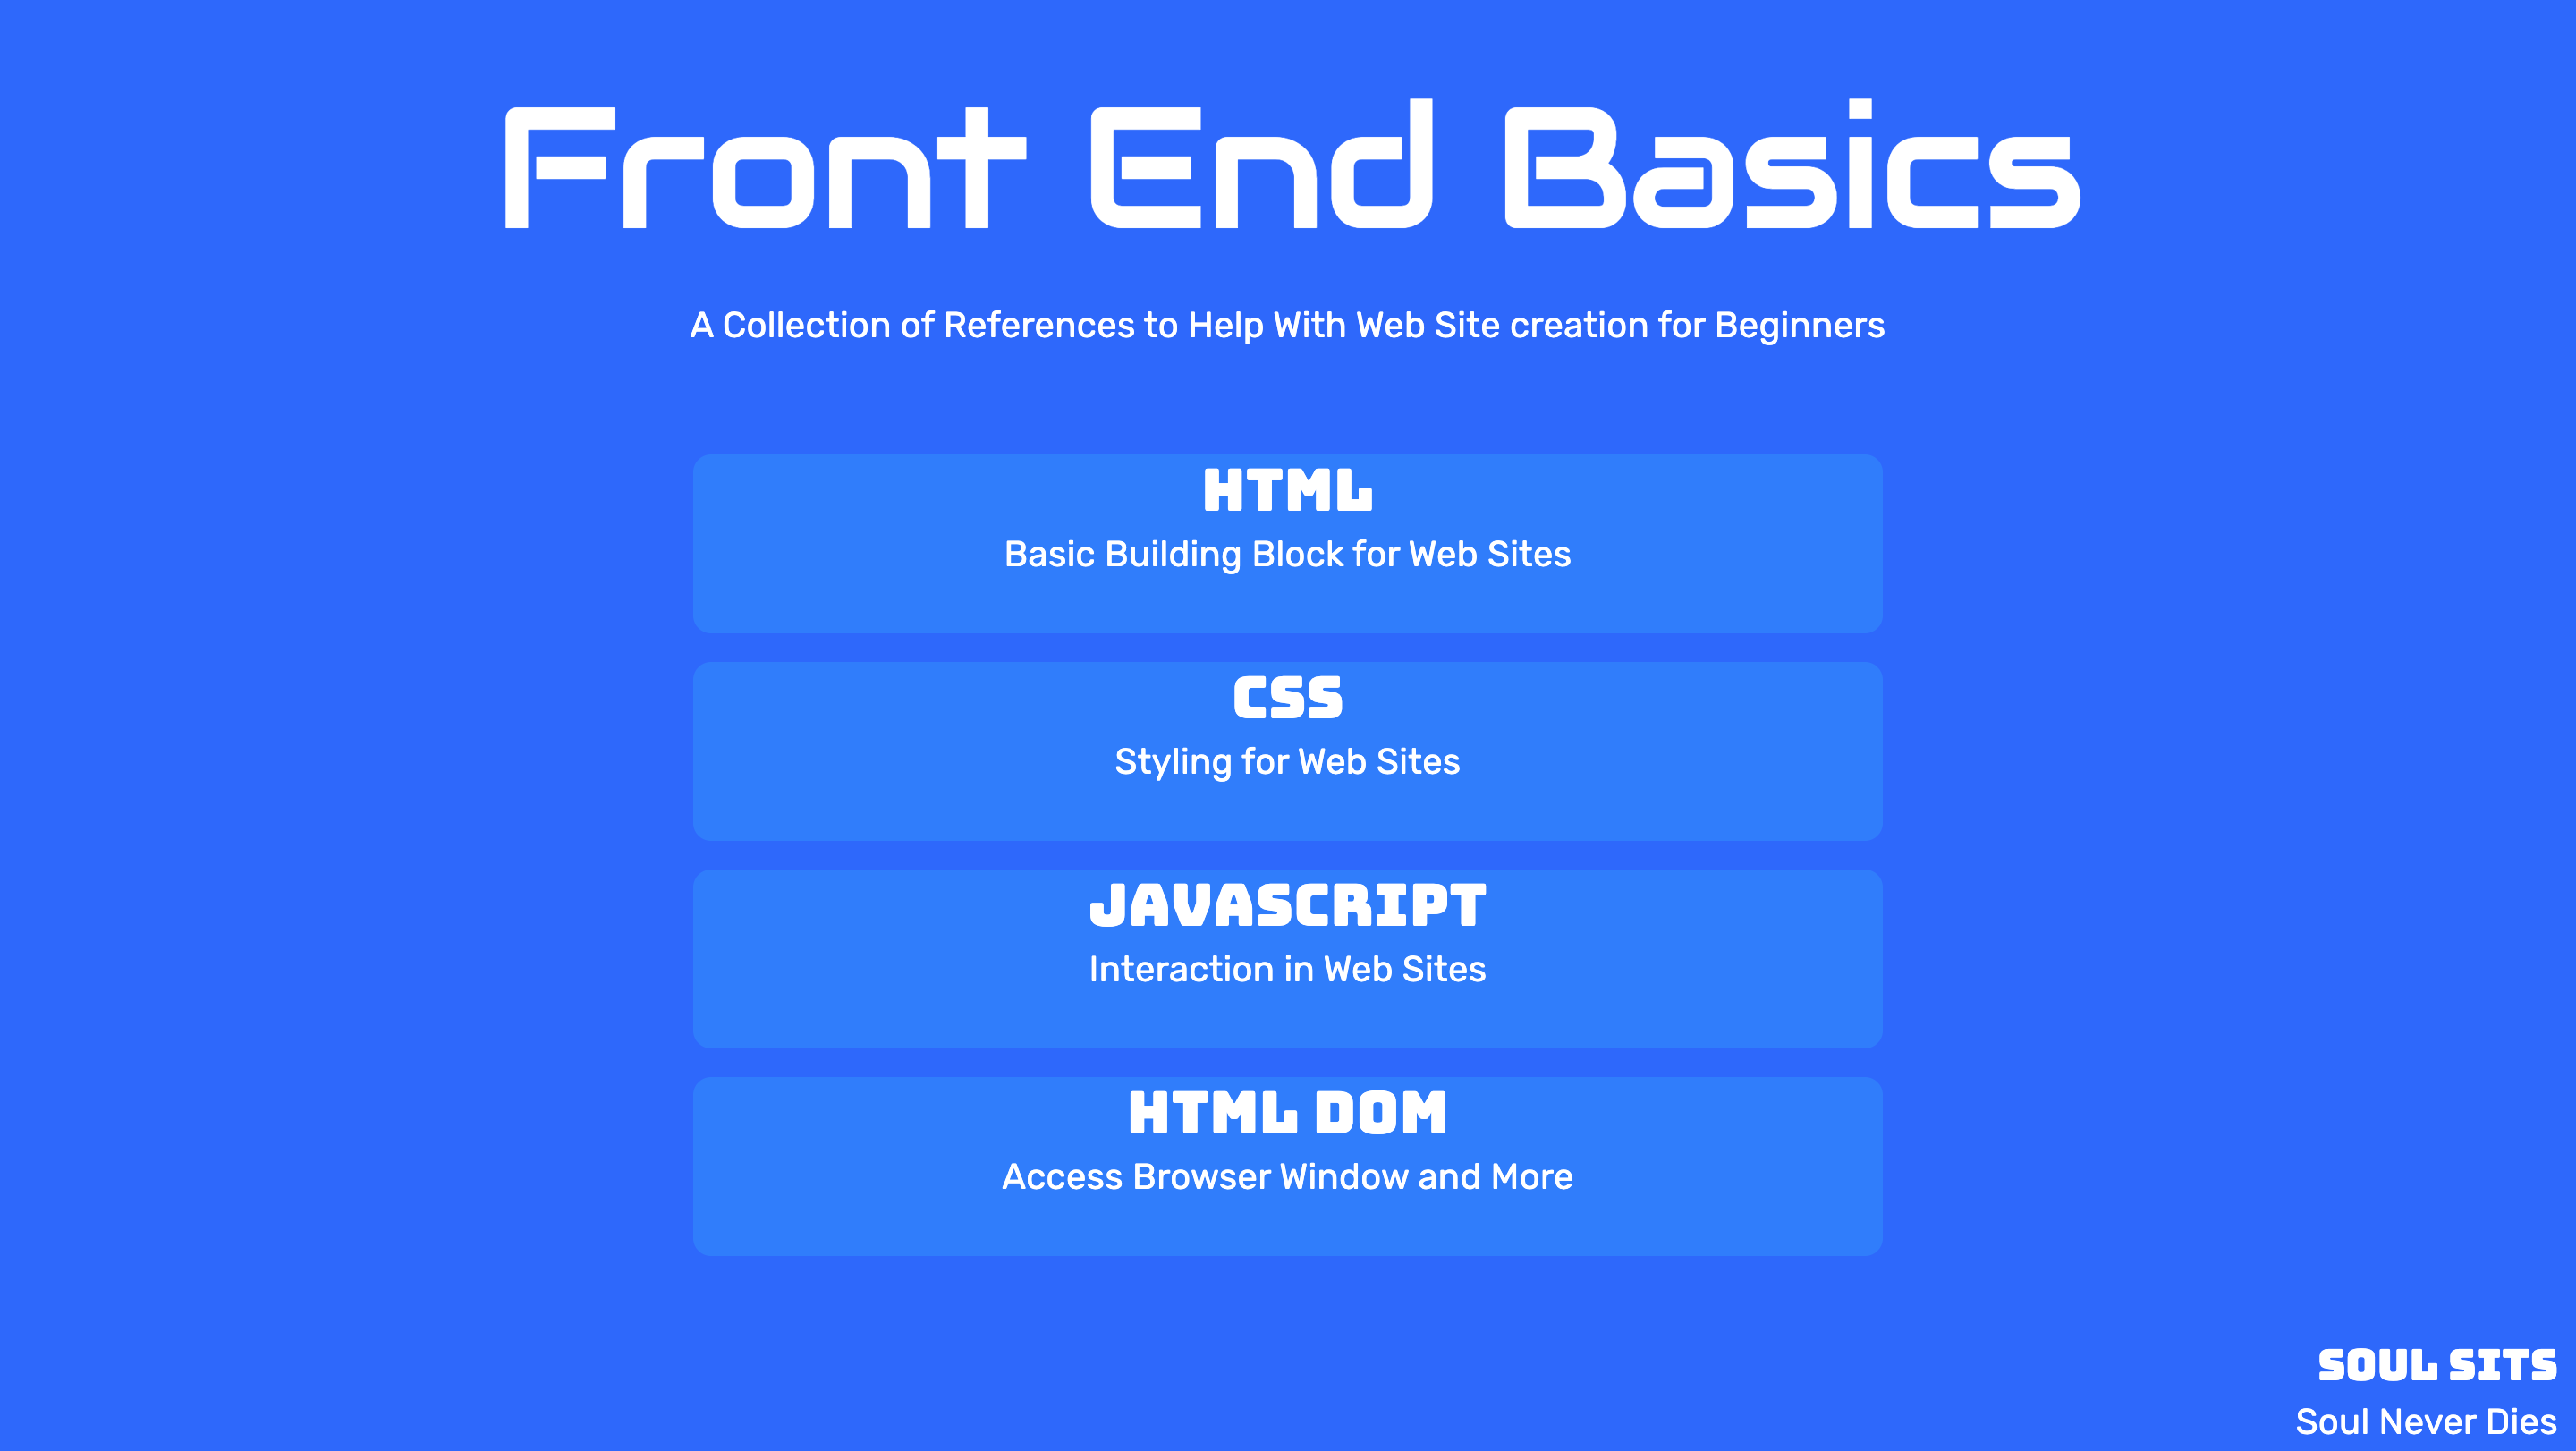 Front End Basics
A Collection of References to Help With Web Site creation for Beginners
HTML
Basic Building Block for Web Sites
CSS
Styling for Web Sites
JAVASCRIPT
Interaction in Web Sites
HTML DOM
Access Browser Window and More
SOUL SITS
Soul Never Dies